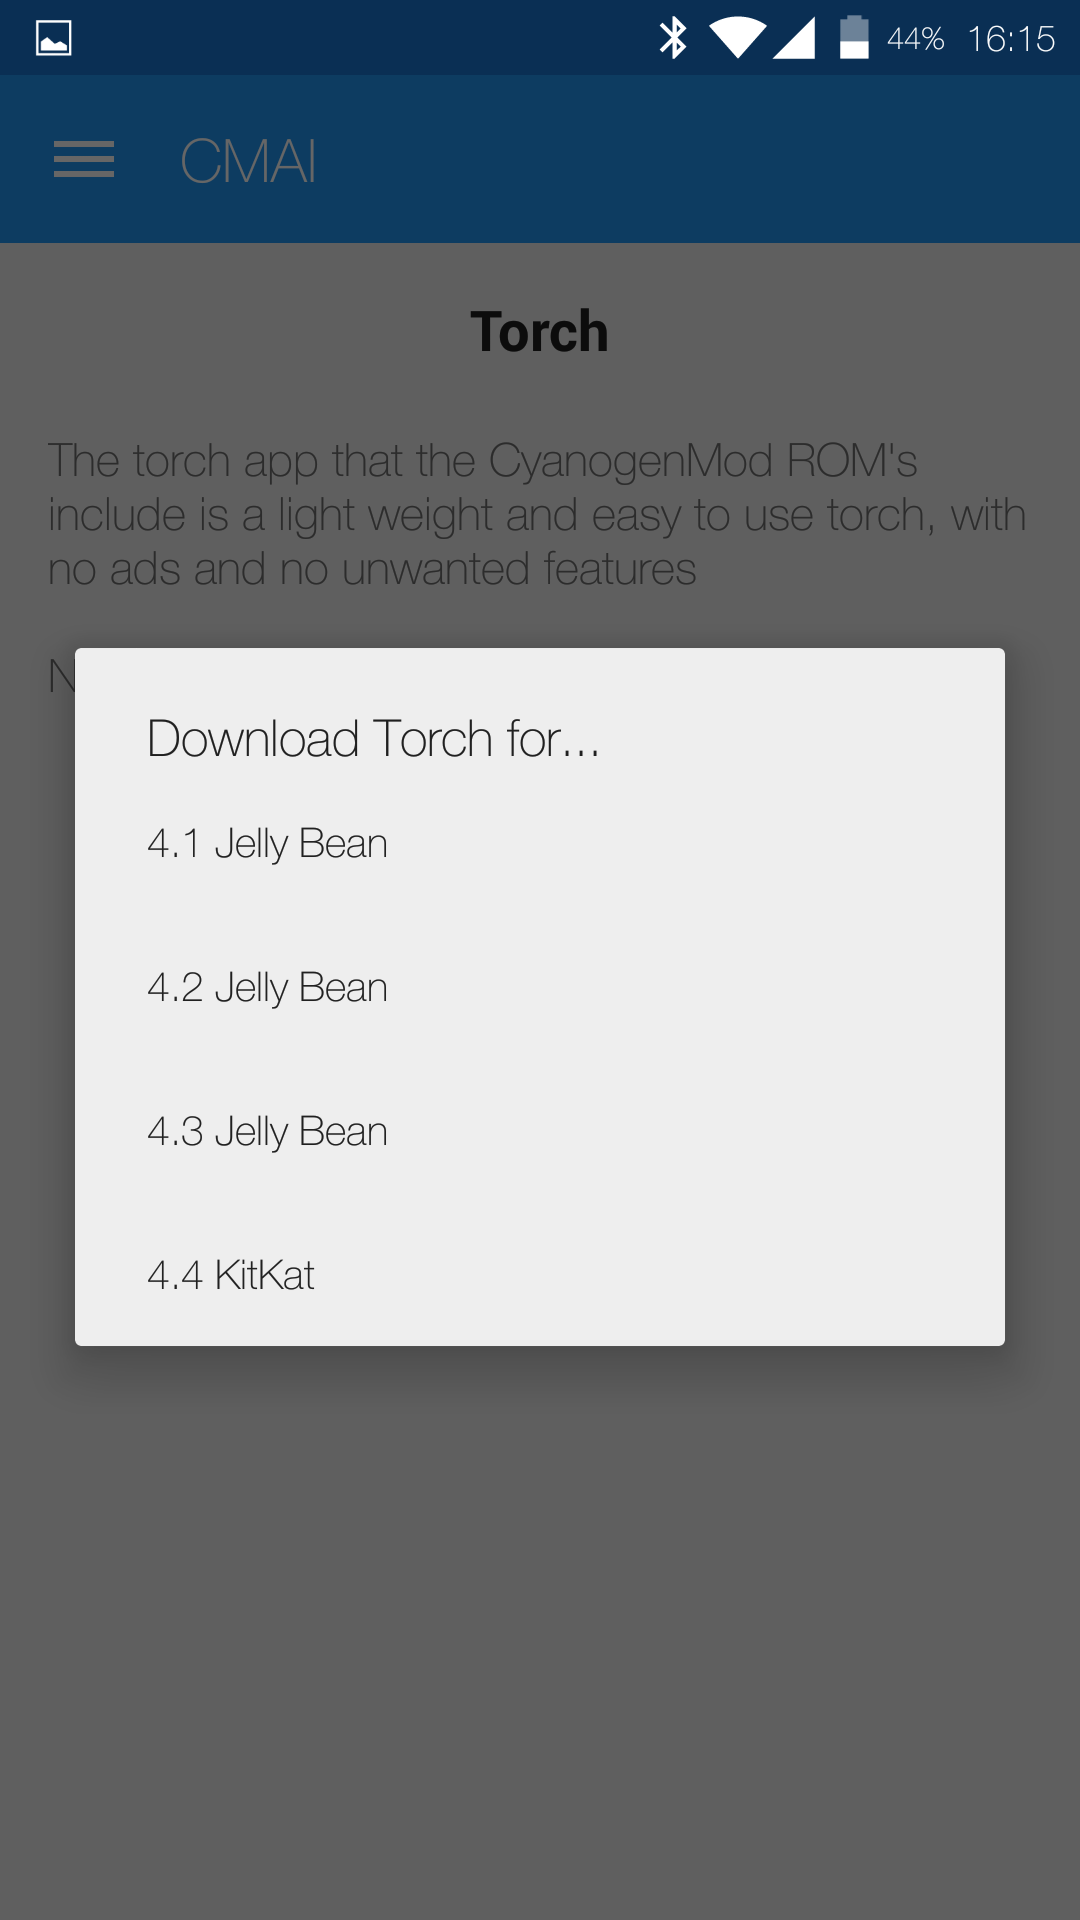 44% 16:15
CMAI
Torch
The torch app that the CyanogenMod ROM's
include is a light weight and easy to use torch, with
no ads and no unwanted features
Download Torch for...
4.1 Jelly Bean
4.2 Jelly Bean
4.3 Jelly Bean
4.4 KitKat